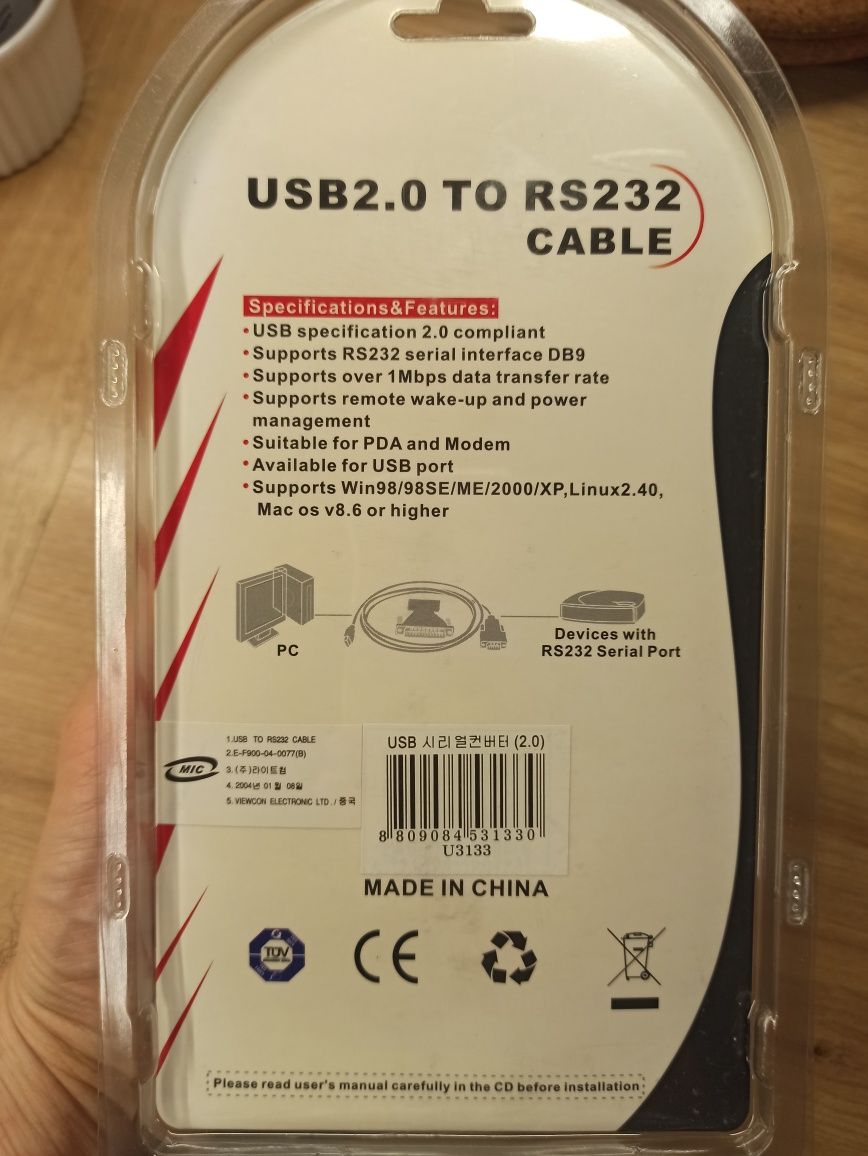 USB2.0 TO RS232
CABLE
Specifications&Features:
•USB specification 2.0 compliant
•Supports RS232 serial interface DB9
•Supports over 1Mbps data transfer rate
•Supports remote wake-up and power
management
•Suitable for PDA and Modem
•Available for USB port
•Supports Win98/98SE/ME/2000/XP,Linux2.40,
Mac os v8.6 or higher
PC
Devices with
RS232 Serial Port
MIC
1.USB TO RS232 CABLE
2.E-F900-04-0077(B)
3.(주)라이트컴
4. 2004년 01월 08일
5. VIEWCON ELECTRONIC LTD. / 중국
USB 시리얼컨버터 (2.0)
8 809084 531330
U3133
MADE IN CHINA
TÜV
CE
Please read user's manual carefully in the CD before installation